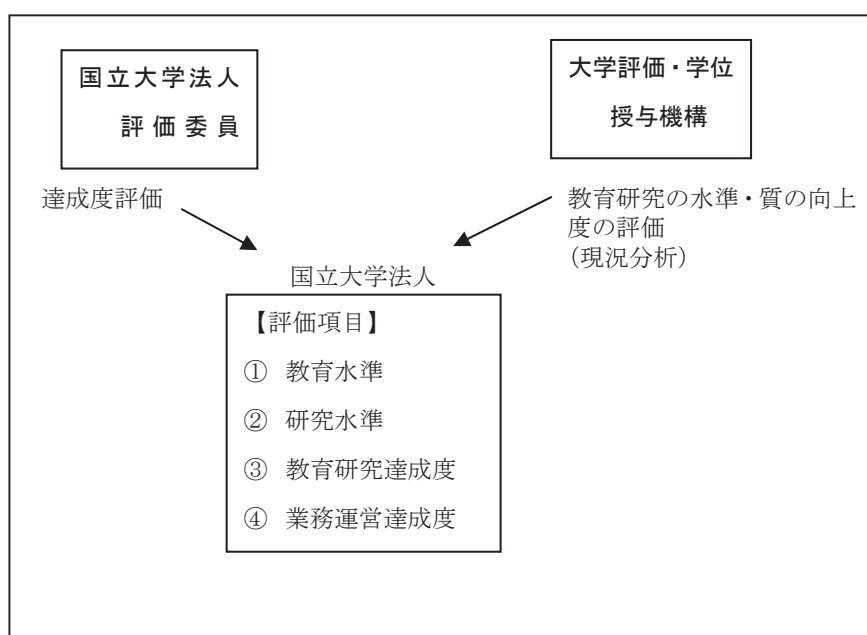 国立大学法人
評価委員
大学評価・学位
授与機構
達成度評価
教育研究の水準・質の向上
度の評価
（現況分析）
国立大学法人
【評価項目】
① 教育水準
② 研究水準
③ 教育研究達成度
④ 業務運営達成度